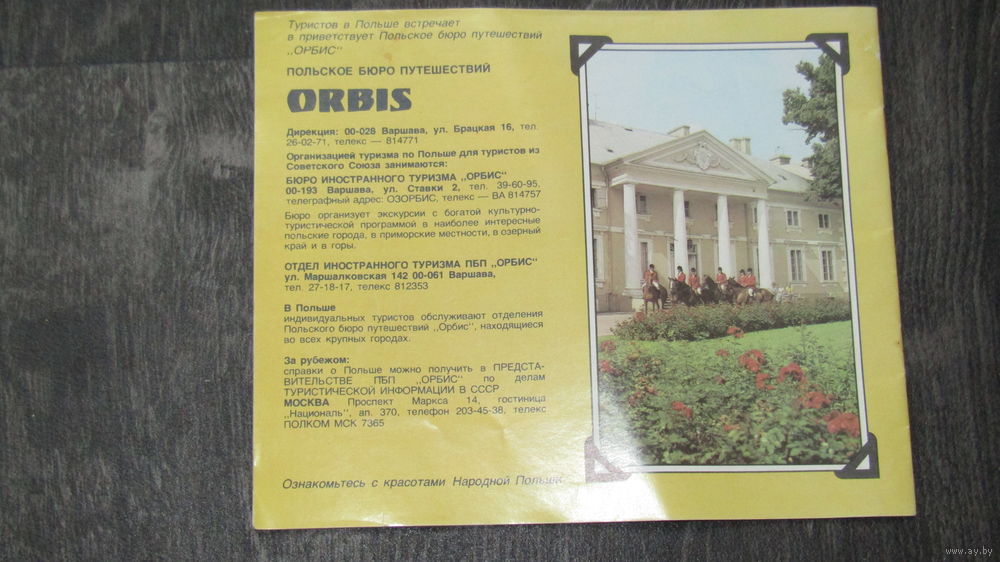 Туристов в Польше встречает
в приветствует Польское бюро путешествий
„ОРБИС"
ПОЛЬСКОЕ БЮРО ПУТЕШЕСТВИЙ
ORBIS
Дирекция: 00-028 Варшава, ул. Брацкая 16, тел.
26-02-71, телекс — 814771
Организацией туризма по Польше для туристов из
Советского Союза занимаются:
БЮРО ИНОСТРАННОГО ТУРИЗМА „ОРБИС"
00-193 Варшава, ул. Ставки 2, тел. 39-60-95,
телеграфный адрес: ОЗОРБИС, телекс — ВА 814757
Бюро организует экскурсии с богатой культурно-
туристической программой в наиболее интересные
польские города, в приморские местности, в озерный
край и в горы.
ОТДЕЛ ИНОСТРАННОГО ТУРИЗМА ПБП „ОРБИС"
ул. Маршалковская 142 00-061 Варшава,
тел. 27-18-17, телекс 812353
В Польше
индивидуальных туристов обслуживают отделения
Польского бюро путешествий „Орбис", находящиеся
во всех крупных городах.
За рубежом:
справки о Польше можно получить в ПРЕДСТА-
ВИТЕЛЬСТВЕ ПБП „ОРБИС" по делам
ТУРИСТИЧЕСКОЙ ИНФОРМАЦИИ В СССР
МОСКВА Проспект Маркса 14, гостиница
„Националь", ап. 370, телефон 203-45-38, телекс
ПОЛКОМ МСК 7365
Ознакомьтесь с красотами Народной Польши
www.ay.by